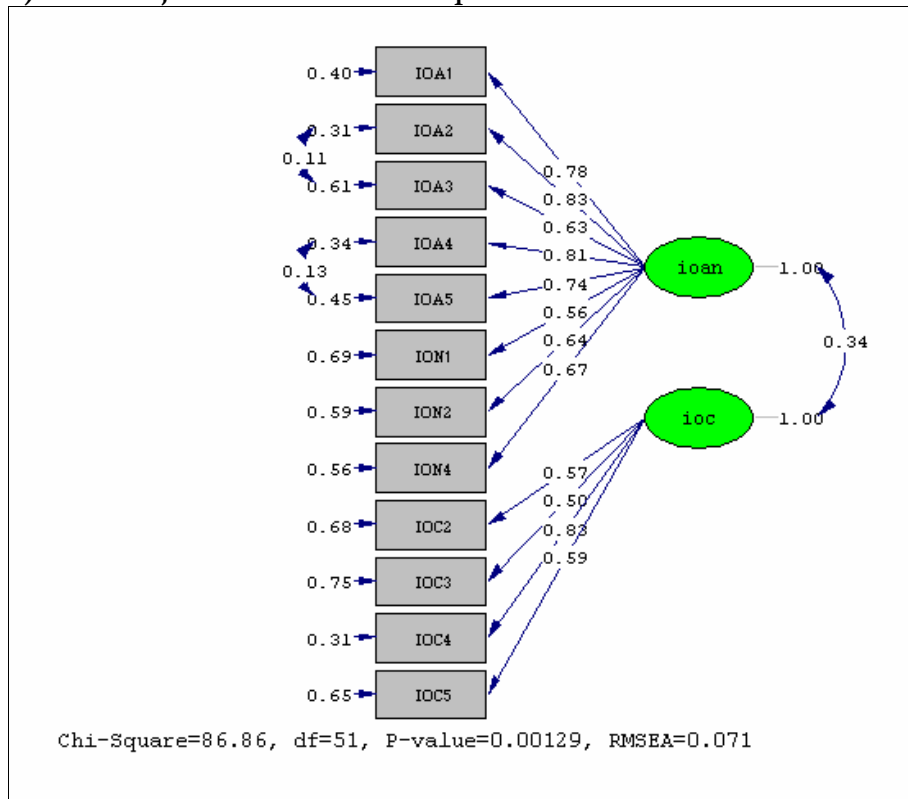 0.40 IOA1
0.31 IOA2
0.11
0.61 IOA3
0.34 IOA4
0.13
0.45 IOA5
0.69 ION1
0.59 ION2
0.56 ION4
0.68 IOC2
0.75 IOC3
0.31 IOC4
0.65 IOC5
0.78
0.83
0.63
0.81
0.74
0.56
0.64
0.67
0.57
0.50
0.83
0.59
ioan 1.00
0.34
ioc 1.00
Chi-Square=86.86, df=51, P-value=0.00129, RMSEA=0.071